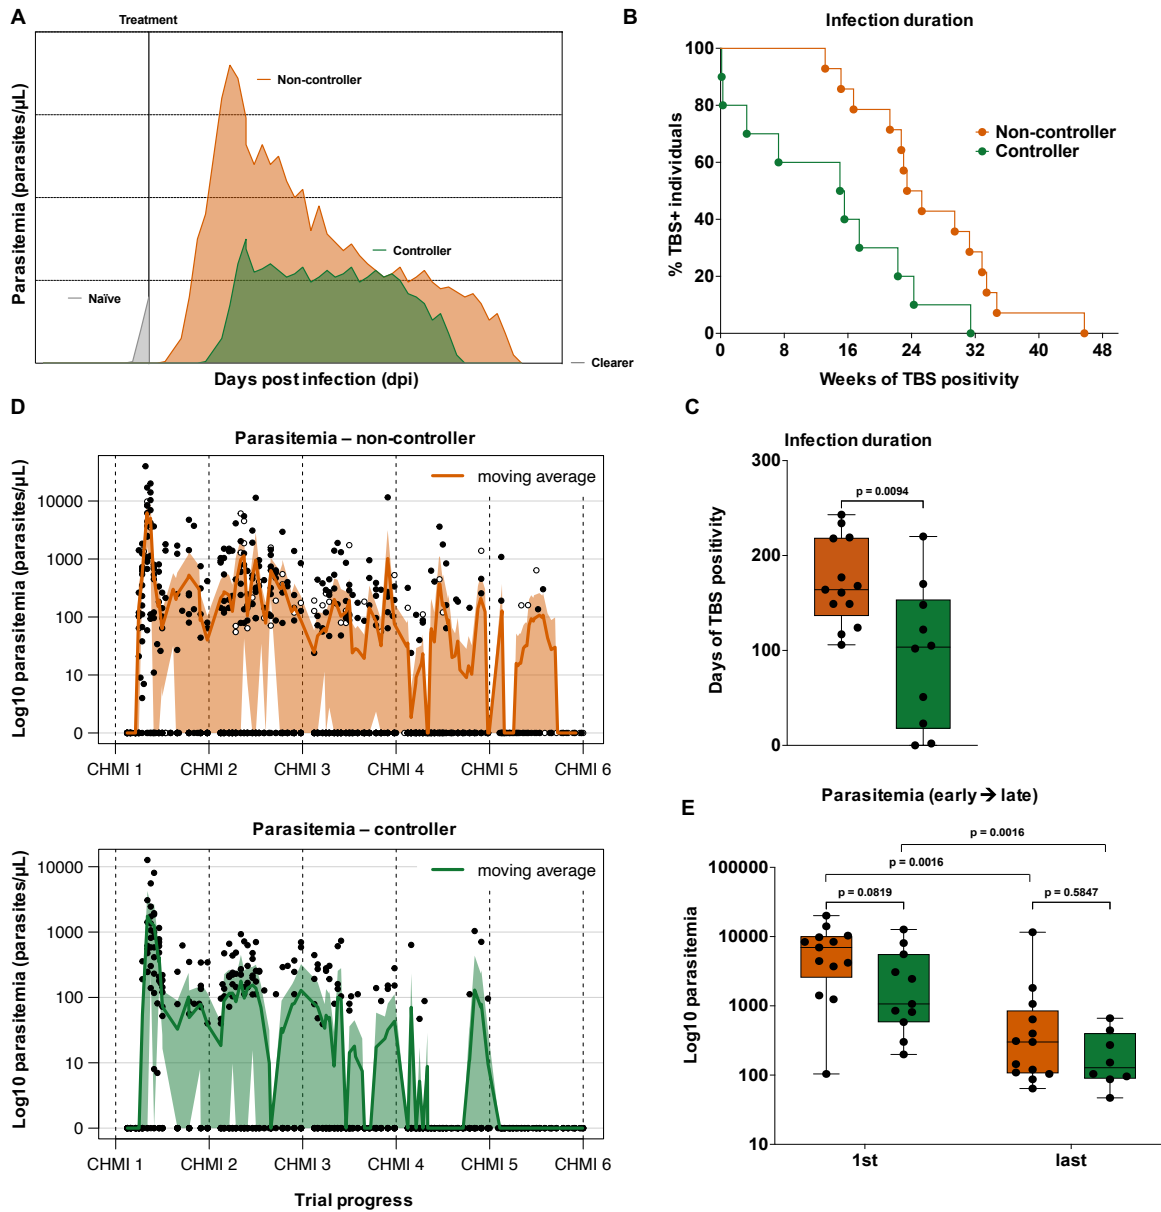 A
Treatment
Parasitemia (parasites/µL)
Non-controller
Controller
Naïve
Clearer
Days post infection (dpi)
B
Infection duration
% TBS+ individuals
100
80
60
40
20
0
Non-controller
Controller
0 8 16 24 32 40 48
Weeks of TBS positivity
D
Parasitemia – non-controller
moving average
Log10 parasitemia (parasites/µL)
10000
1000
100
10
0
CHMI 1 CHMI 2 CHMI 3 CHMI 4 CHMI 5 CHMI 6
Parasitemia – controller
moving average
Log10 parasitemia (parasites/µL)
10000
1000
100
10
0
CHMI 1 CHMI 2 CHMI 3 CHMI 4 CHMI 5 CHMI 6
Trial progress
C
Infection duration
Days of TBS positivity
300
200
100
0
p = 0.0094
E
Parasitemia (early ➔ late)
p = 0.0016
p = 0.0016
p = 0.0819
p = 0.5847
Log10 parasitemia
100000
10000
1000
100
10
1st last